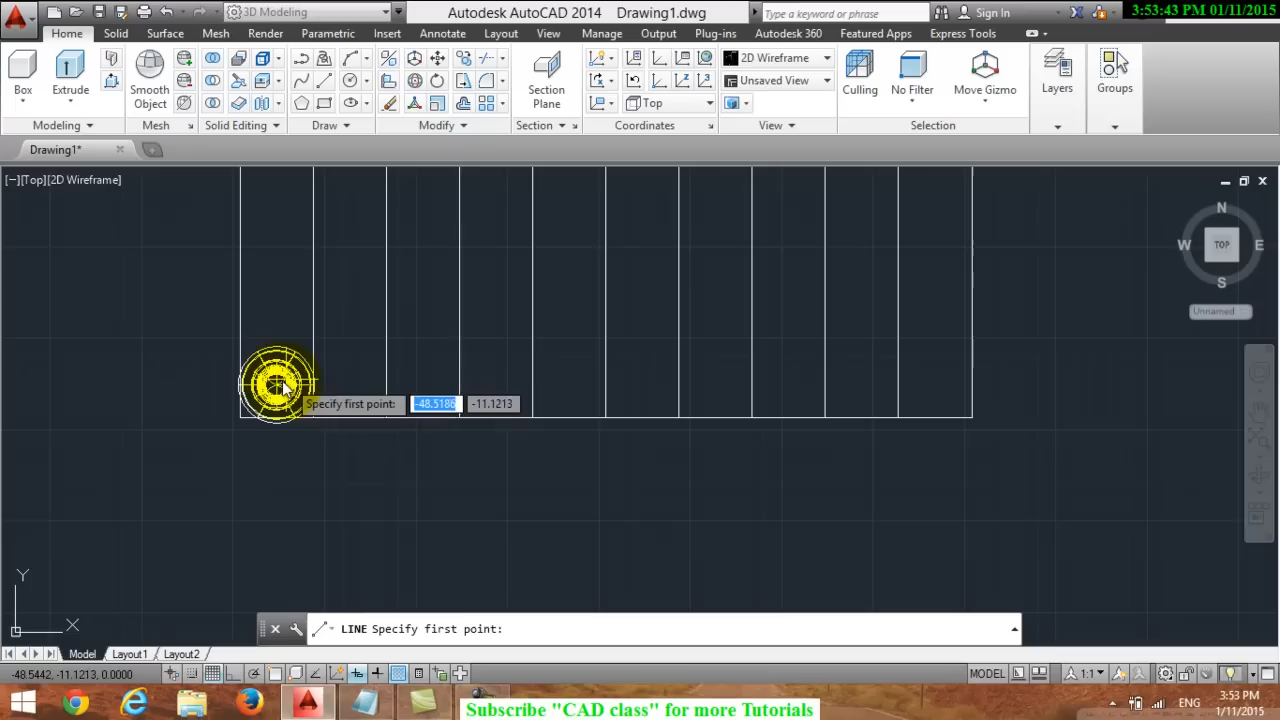 3D Modeling
Autodesk AutoCAD 2014 Drawing1.dwg
Type a keyword or phrase
Sign In
3:53:43 PM 01/11/2015
Home Solid Surface Mesh Render Parametric Insert Annotate Layout View Manage Output Plug-ins Autodesk 360 Featured Apps Express Tools
Box Extrude Smooth Object Section Plane 2D Wireframe Unsaved View Top Culling No Filter Move Gizmo Layers Groups
Modeling Mesh Solid Editing Draw Modify Section Coordinates View Selection
Drawing1*
[−][Top][2D Wireframe]
N
W TOP E
S
Unnamed
Specify first point: -48.5186 -11.1213
Y
X
LINE Specify first point:
Model Layout1 Layout2
-48.5442, -11.1213, 0.0000
MODEL 1:1
ENG
3:53 PM
1/11/2015
Subscribe "CAD class" for more Tutorials